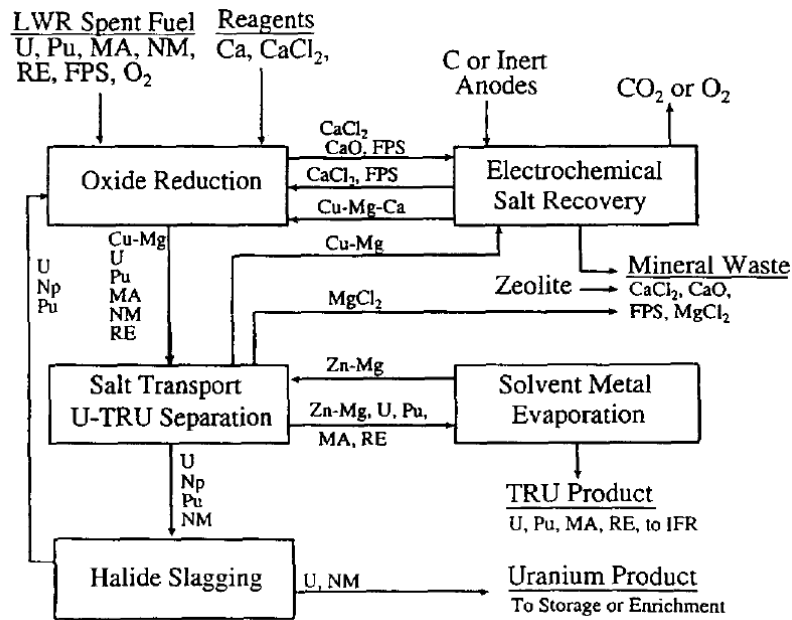 LWR Spent Fuel
U, Pu, MA, NM,
RE, FPS, O₂
Reagents
Ca, CaCl₂,
C or Inert
Anodes
CO₂ or O₂
Oxide Reduction
CaCl₂
CaO, FPS
CaCl₂, FPS
Cu-Mg-Ca
Electrochemical
Salt Recovery
Cu-Mg
U
Pu
MA
NM
RE
U
Np
Pu
Cu-Mg
MgCl₂
Zeolite
Mineral Waste
CaCl₂, CaO,
FPS, MgCl₂
Salt Transport
U-TRU Separation
Zn-Mg
Zn-Mg, U, Pu,
MA, RE
Solvent Metal
Evaporation
U
Np
Pu
NM
TRU Product
U, Pu, MA, RE, to IFR
Halide Slagging
U, NM
Uranium Product
To Storage or Enrichment